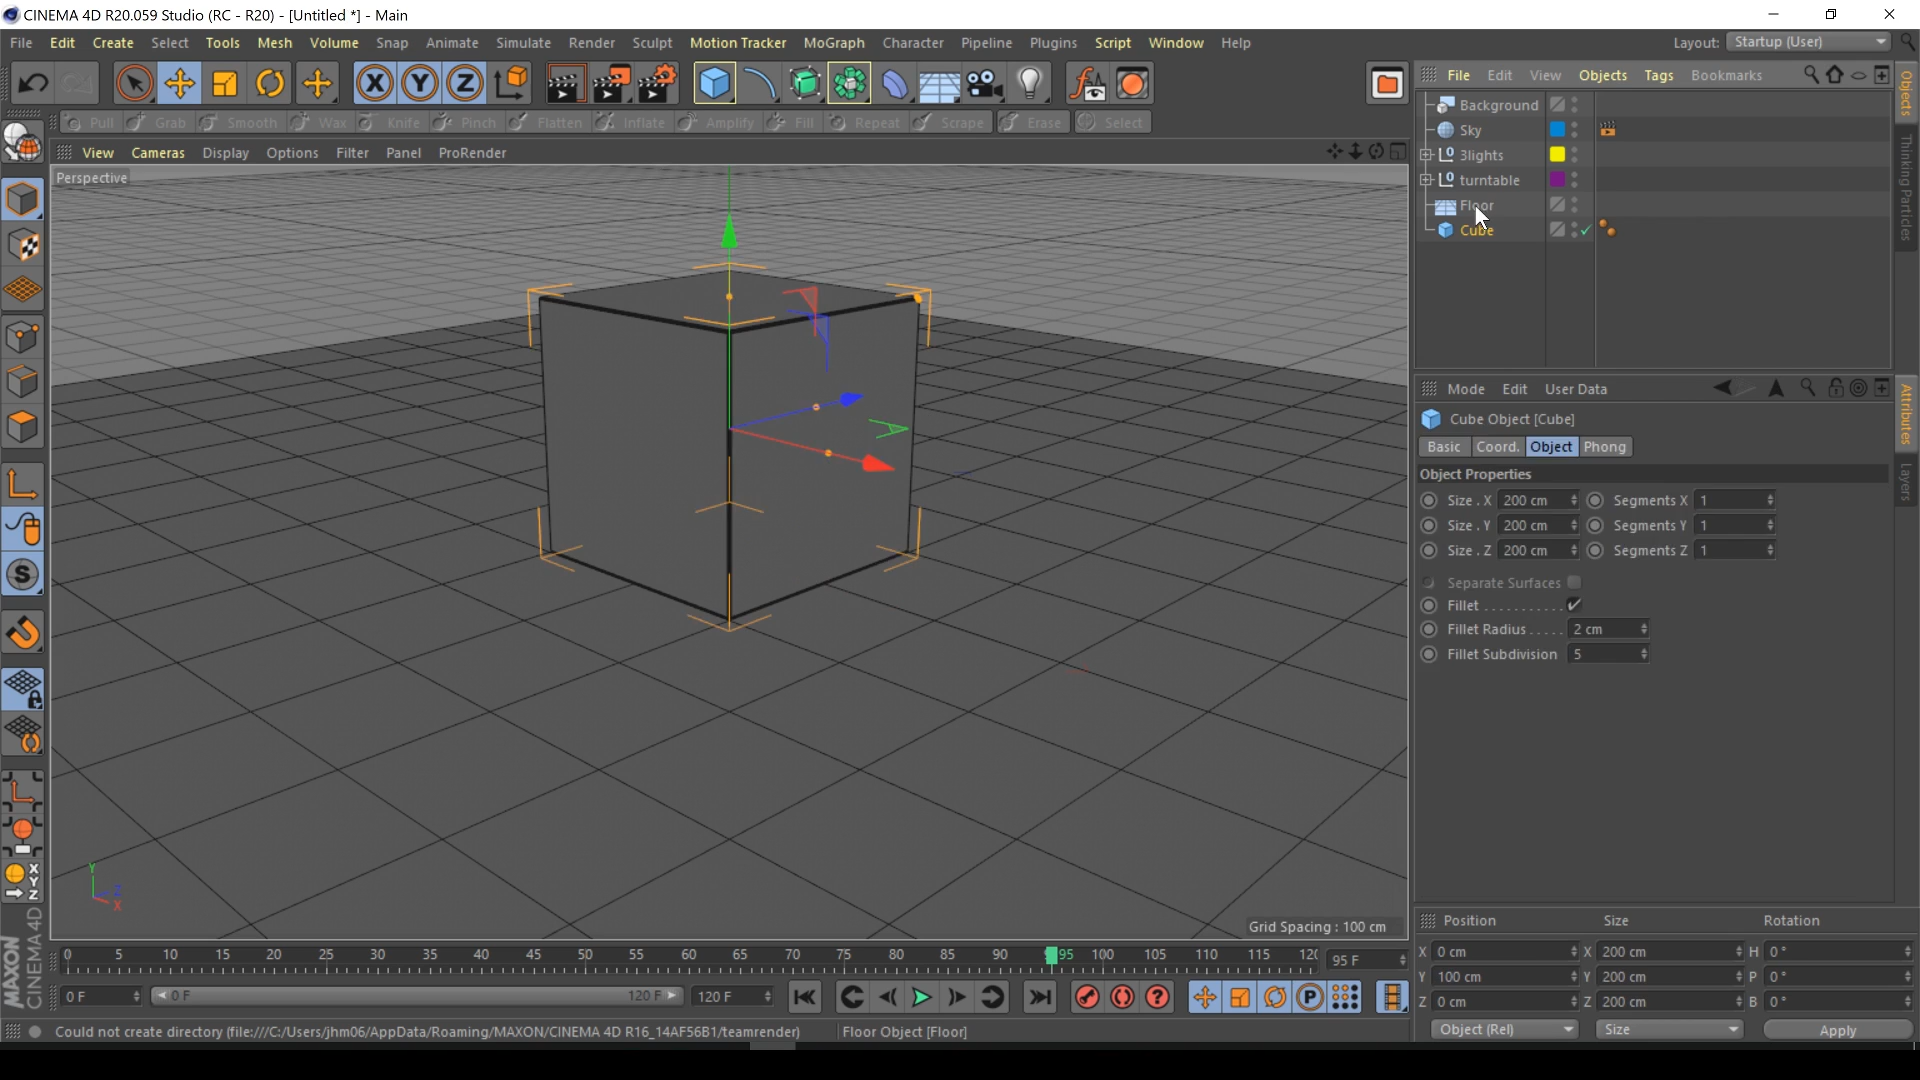 CINEMA 4D R20.059 Studio (RC - R20) - [Untitled *] - Main
File Edit Create Select Tools Mesh Volume Snap Animate Simulate Render Sculpt Motion Tracker MoGraph Character Pipeline Plugins Script Window Help Layout: Startup (User)
X Y Z
File Edit View Objects Tags Bookmarks
Pull Grab Smooth Wax Knife Pinch Flatten Inflate Amplify Fill Repeat Scrape Erase Select
View Cameras Display Options Filter Panel ProRender
Perspective
Background
Sky
3lights
turntable
Floor
Cube
Objects
Thinking Particles
Mode Edit User Data
Cube Object [Cube]
Basic Coord. Object Phong
Object Properties
Size . X 200 cm Segments X 1
Size . Y 200 cm Segments Y 1
Size . Z 200 cm Segments Z 1
Separate Surfaces
Fillet
Fillet Radius 2 cm
Fillet Subdivision 5
Attributes
Layers
S
Y
Z
X
Grid Spacing : 100 cm
X
Y
Z
MAXON
CINEMA 4D
0 5 10 15 20 25 30 35 40 45 50 55 60 65 70 75 80 85 90 95 100 105 110 115 12( 95 F
0 F 0 F 120 F 120 F P
Could not create directory (file:///C:/Users/jhm06/AppData/Roaming/MAXON/CINEMA 4D R16_14AF56B1/teamrender) Floor Object [Floor]
Position Size Rotation
X 0 cm X 200 cm H 0 °
Y 100 cm Y 200 cm P 0 °
Z 0 cm Z 200 cm B 0 °
Object (Rel) Size Apply